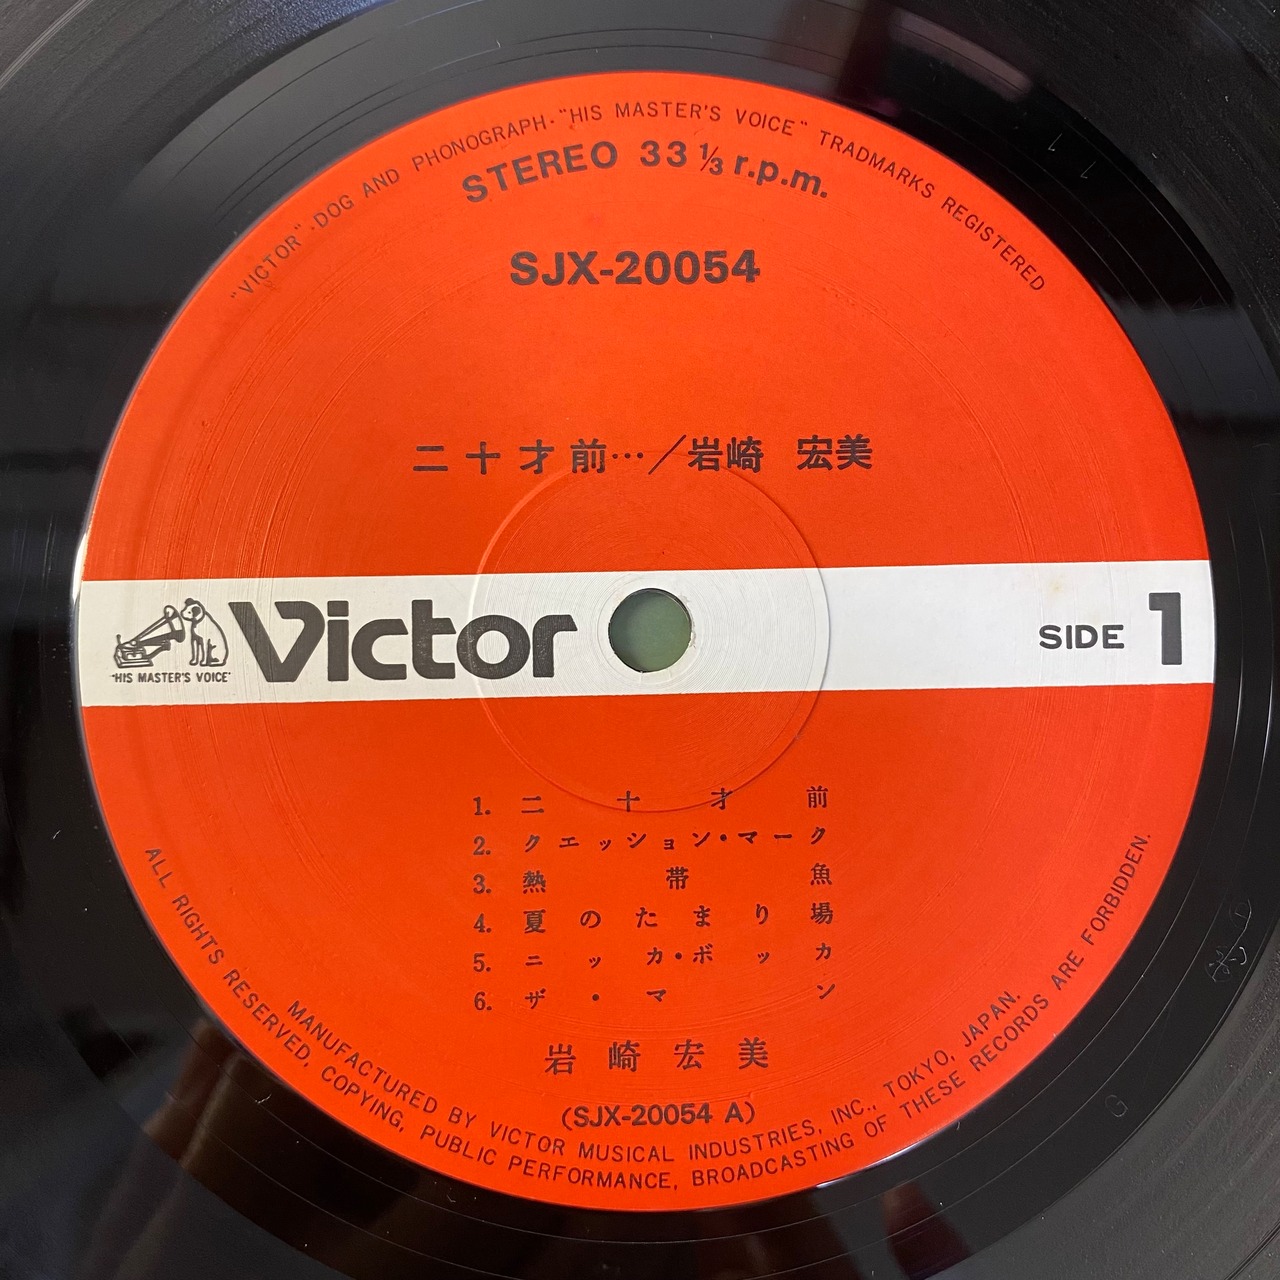 "VICTOR"·DOG AND PHONOGRAPH·"HIS MASTER'S VOICE" TRADMARKS REGISTERED
STEREO 33 1/3 r.p.m.
SJX-20054
二十才前…／岩崎 宏美
Victor
"HIS MASTER'S VOICE"
SIDE 1
1. 二十才前
2. クエッション・マーク
3. 熱帯魚
4. 夏のたまり場
5. ニッカ・ボッカ
6. ザ・マン
岩崎宏美
(SJX-20054 A)
MANUFACTURED BY VICTOR MUSICAL INDUSTRIES, INC., TOKYO, JAPAN.
ALL RIGHTS RESERVED, COPYING, PUBLIC PERFORMANCE, BROADCASTING OF THESE RECORDS ARE FORBIDDEN.